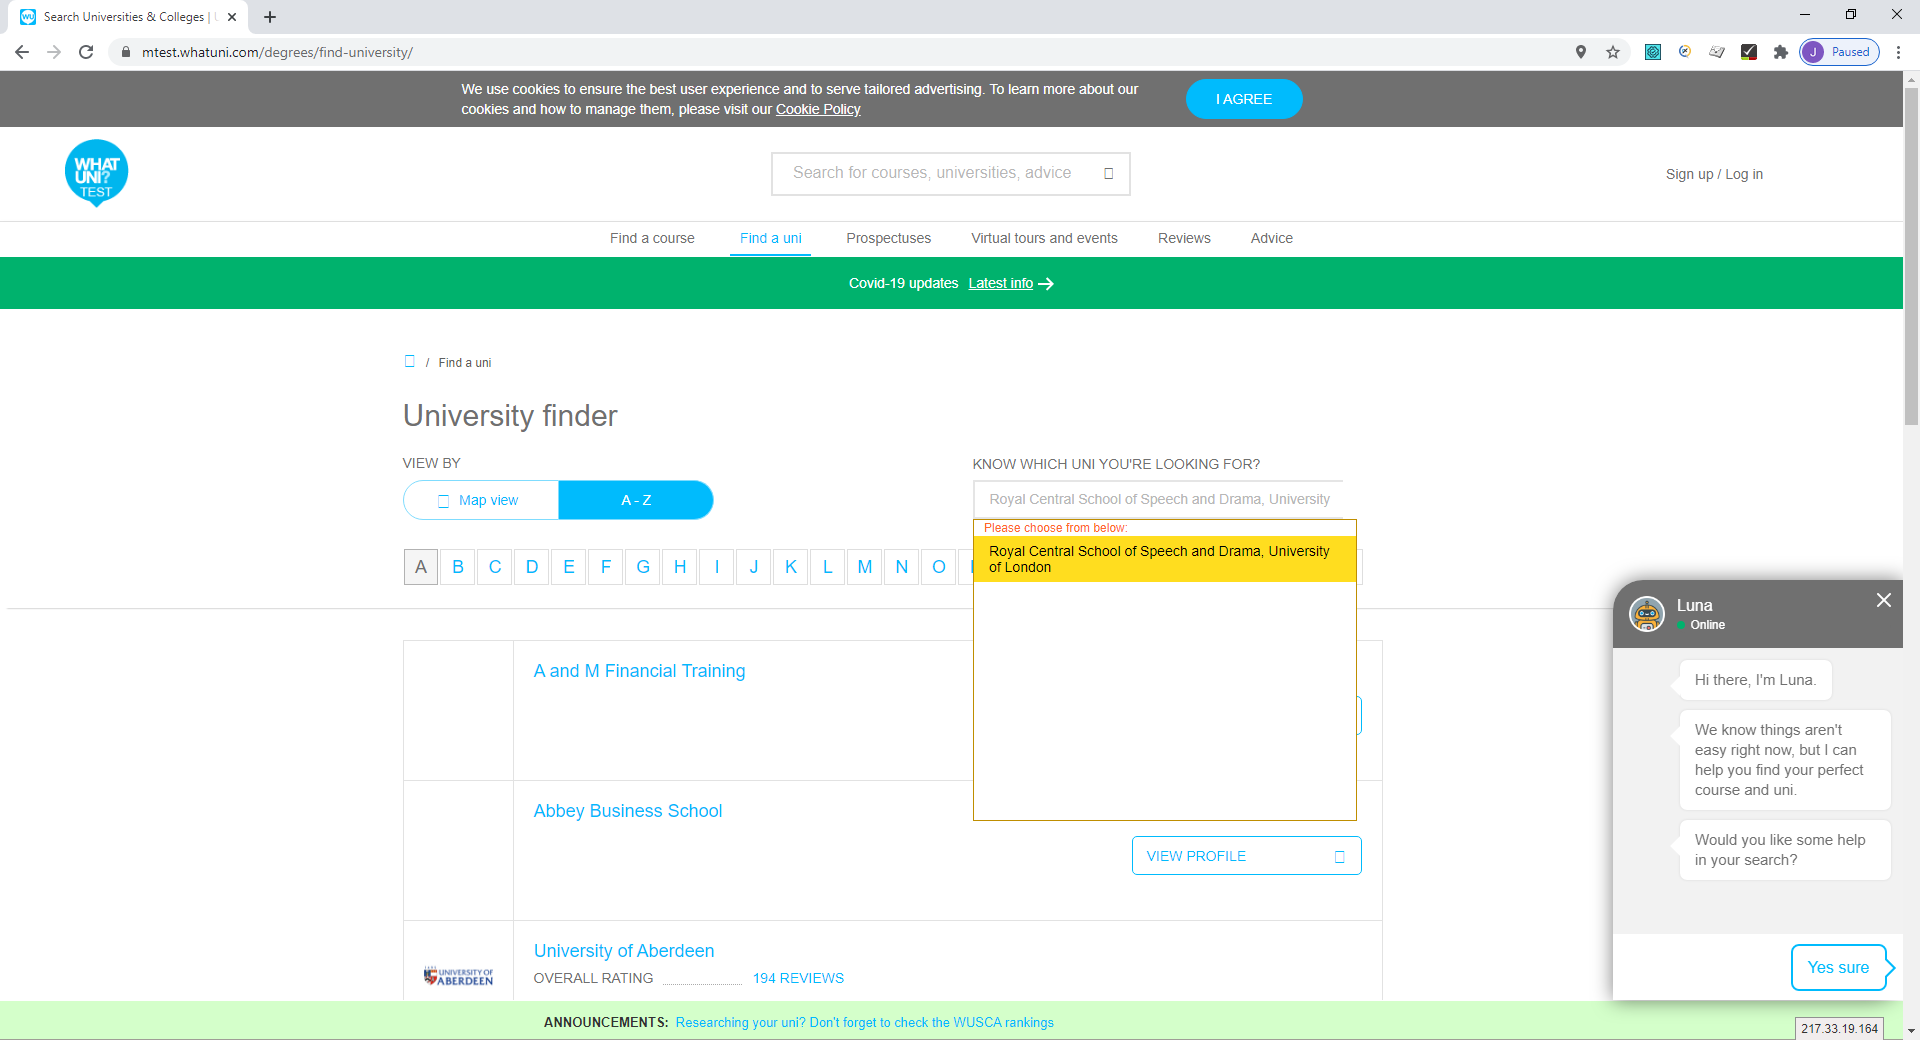 Search Universities & Colleges |
mtest.whatuni.com/degrees/find-university/
J Paused
We use cookies to ensure the best user experience and to serve tailored advertising. To learn more about our
cookies and how to manage them, please visit our Cookie Policy
I AGREE
WHAT
UNI?
TEST
Search for courses, universities, advice
Sign up / Log in
Find a course
Find a uni
Prospectuses
Virtual tours and events
Reviews
Advice
Covid-19 updates Latest info
/ Find a uni
University finder
VIEW BY
Map view
A - Z
KNOW WHICH UNI YOU'RE LOOKING FOR?
Royal Central School of Speech and Drama, University
Please choose from below:
Royal Central School of Speech and Drama, University
of London
A B C D E F G H I J K L M N O
A and M Financial Training
Abbey Business School
VIEW PROFILE
UNIVERSITY OF
ABERDEEN
University of Aberdeen
OVERALL RATING
194 REVIEWS
Luna
Online
Hi there, I'm Luna.
We know things aren't
easy right now, but I can
help you find your perfect
course and uni.
Would you like some help
in your search?
Yes sure
ANNOUNCEMENTS: Researching your uni? Don't forget to check the WUSCA rankings
217.33.19.164